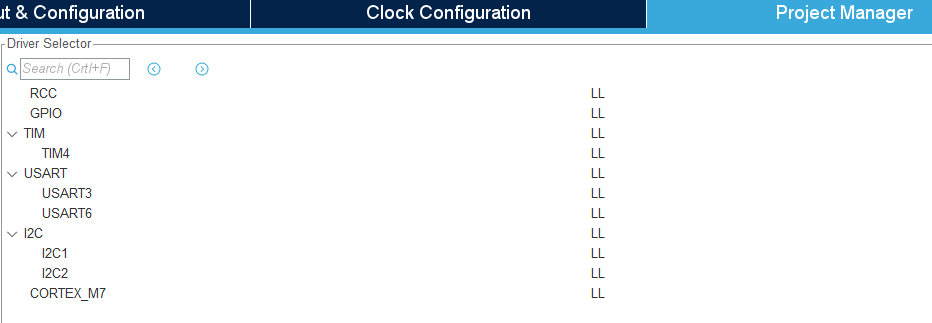 ut & Configuration Clock Configuration Project Manager
Driver Selector
Search (Crtl+F)
RCC LL
GPIO LL
TIM LL
TIM4 LL
USART LL
USART3 LL
USART6 LL
I2C LL
I2C1 LL
I2C2 LL
CORTEX_M7 LL